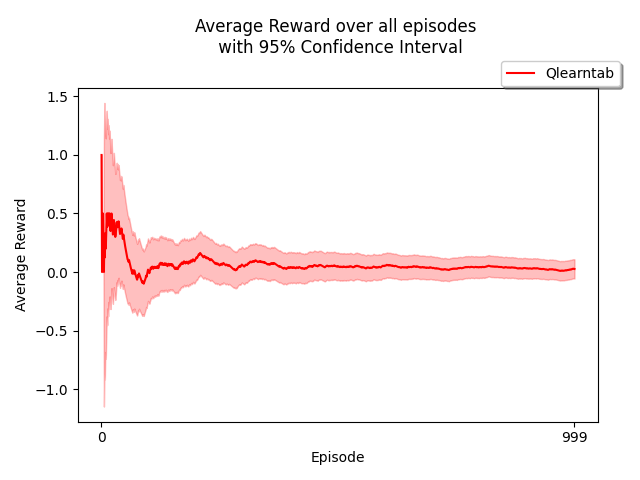 Average Reward over all episodes
with 95% Confidence Interval
Qlearntab
1.5
1.0
0.5
0.0
−0.5
−1.0
Average Reward
0
999
Episode